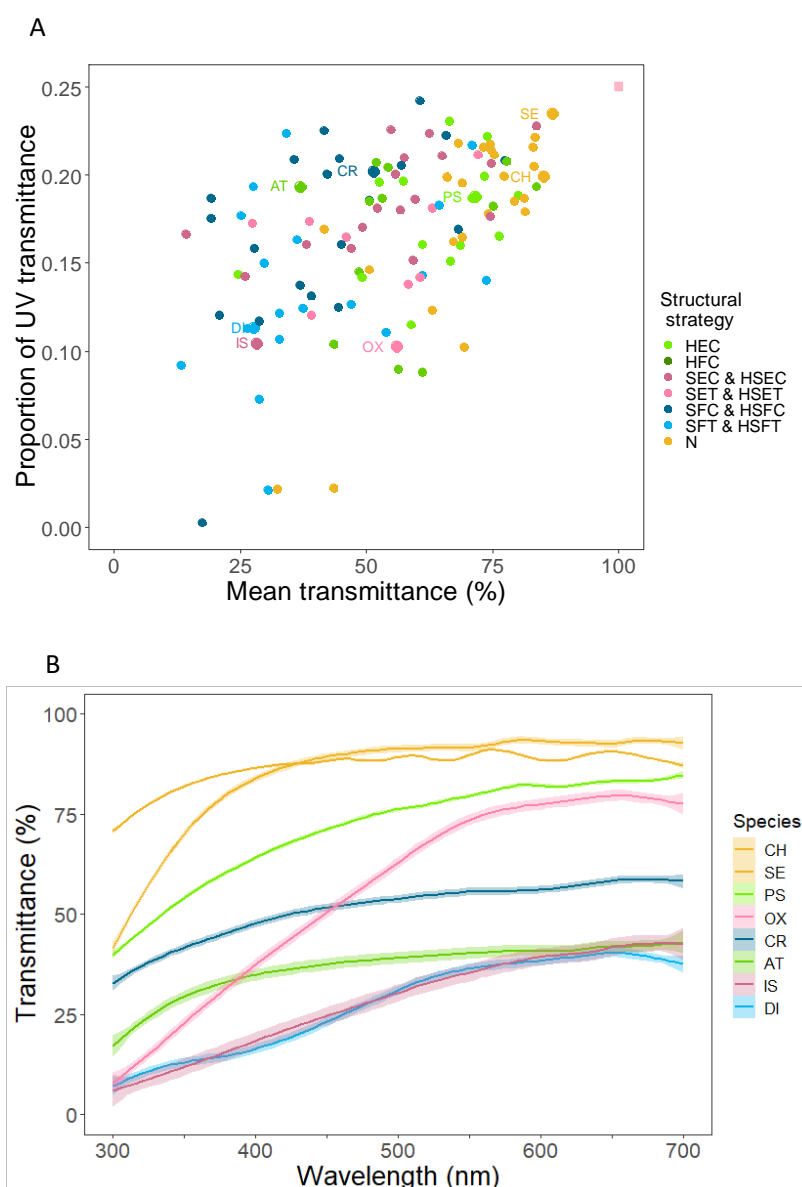 A
0.25
0.20
0.15
0.10
0.05
0.00
Proportion of UV transmittance
SE
CR
CH
AT
PS
DI
IS
OX
0
25
50
75
100
Mean transmittance (%)
Structural
strategy
HEC
HFC
SEC & HSEC
SET & HSET
SFC & HSFC
SFT & HSFT
N
B
100
75
50
25
0
Transmittance (%)
300
400
500
600
700
Wavelength (nm)
Species
CH
SE
PS
OX
CR
AT
IS
DI